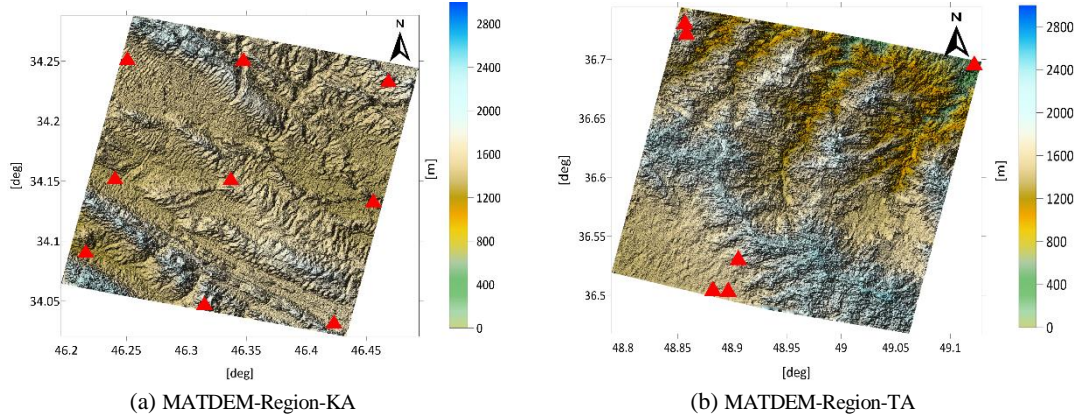 N
34.25
34.2
34.15
34.1
34.05
[deg]
46.2 46.25 46.3 46.35 46.4 46.45
[deg]
2800
2400
2000
1600
1200
800
400
0
[m]
(a) MATDEM-Region-KA
N
36.7
36.65
36.6
36.55
36.5
[deg]
48.8 48.85 48.9 48.95 49 49.05 49.1
[deg]
2800
2400
2000
1600
1200
800
400
0
[m]
(b) MATDEM-Region-TA